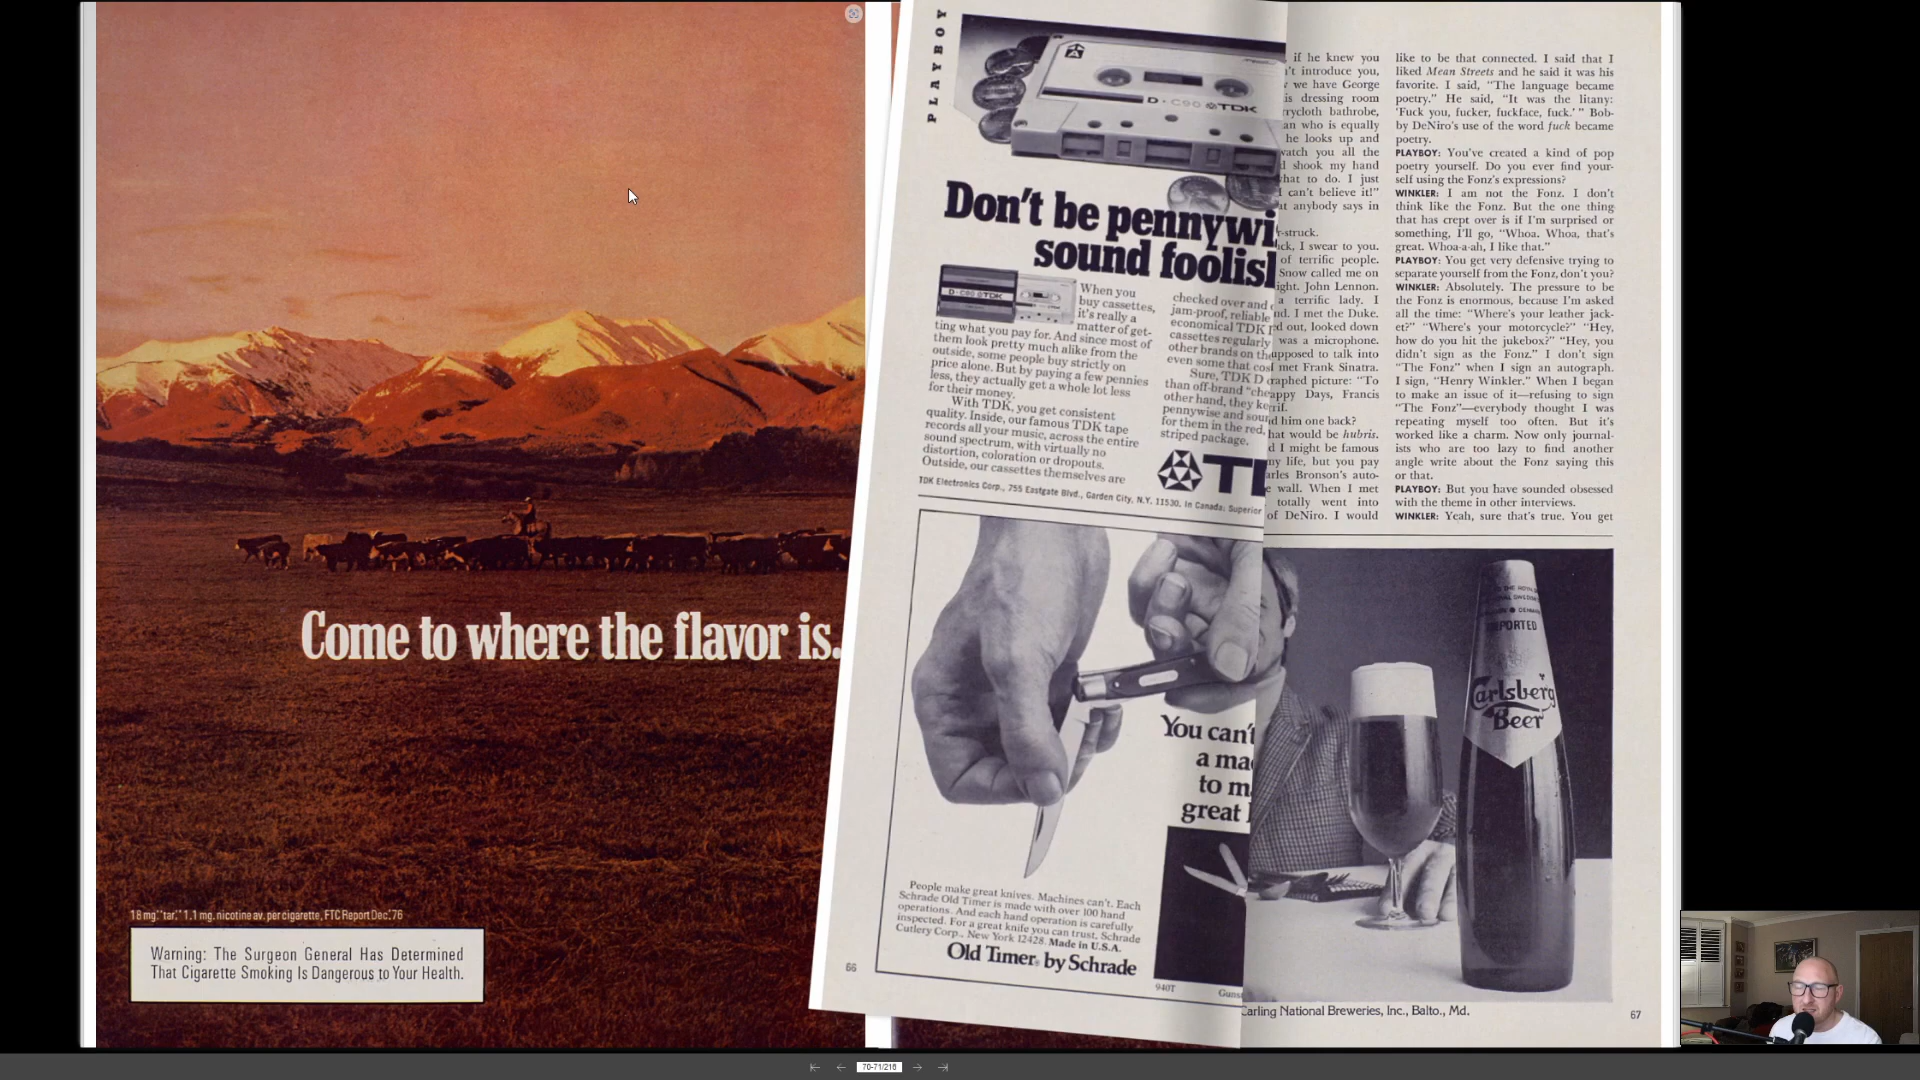 Come to where the flavor is.
18 mg. "tar," 1.1 mg. nicotine av. per cigarette, FTC Report Dec.'76
Warning: The Surgeon General Has Determined
That Cigarette Smoking Is Dangerous to Your Health.
PLAYBOY
D·C90 TDK
Don't be pennywi
sound foolis
D·C90 TDK
When you
buy cassettes,
it's really a
matter of get-
ting what you pay for. And since most of
them look pretty much alike from the
outside, some people buy strictly on
price alone. But by paying a few pennies
less, they actually get a whole lot less
for their money.
With TDK, you get consistent
quality. Inside, our famous TDK tape
records all your music, across the entire
sound spectrum, with virtually no
distortion, coloration or dropouts.
Outside, our cassettes themselves are
checked over and
jam-proof, reliable
economical TDK
cassettes regularly
other brands on the
even some that cos
Sure, TDK D
than off-brand "che
other hand, they ke
pennywise and sou
for them in the red,
striped package.
TDK Electronics Corp., 755 Eastgate Blvd., Garden City, N.Y. 11530. In Canada: Superior
You can't
a ma
to m
great
People make great knives. Machines can't. Each
Schrade Old Timer is made with over 100 hand
operations. And each hand operation is carefully
inspected. For a great knife you can trust, Schrade
Cutlery Corp., New York 12428. Made in U.S.A.
Old Timer® by Schrade
940T
Guns
66
if he knew you
't introduce you,
we have George
is dressing room
rrycloth bathrobe,
an who is equally
he looks up and
watch you all the
shook my hand
hat to do. I just
I can't believe it!"
at anybody says in
r-struck.
ck, I swear to you.
of terrific people.
Snow called me on
ight. John Lennon.
a terrific lady. I
nd. I met the Duke.
d out, looked down
was a microphone.
upposed to talk into
I met Frank Sinatra.
raphed picture: "To
appy Days, Francis
rif.
d him one back?
hat would be hubris.
d I might be famous
ny life, but you pay
arles Bronson's auto-
wall. When I met
totally went into
of DeNiro. I would
like to be that connected. I said that I
liked Mean Streets and he said it was his
favorite. I said, "The language became
poetry." He said, "It was the litany:
'Fuck you, fucker, fuckface, fuck.' " Bob-
by DeNiro's use of the word fuck became
poetry.
PLAYBOY: You've created a kind of pop
poetry yourself. Do you ever find your-
self using the Fonz's expressions?
WINKLER: I am not the Fonz. I don't
think like the Fonz. But the one thing
that has crept over is if I'm surprised or
something, I'll go, "Whoa. Whoa, that's
great. Whoa-a-ah, I like that."
PLAYBOY: You get very defensive trying to
separate yourself from the Fonz, don't you?
WINKLER: Absolutely. The pressure to be
the Fonz is enormous, because I'm asked
all the time: "Where's your leather jack-
et?" "Where's your motorcycle?" "Hey,
how do you hit the jukebox?" "Hey, you
didn't sign as the Fonz." I don't sign
"The Fonz" when I sign an autograph.
I sign, "Henry Winkler." When I began
to make an issue of it—refusing to sign
"The Fonz"—everybody thought I was
repeating myself too often. But it's
worked like a charm. Now only journal-
ists who are too lazy to find another
angle write about the Fonz saying this
or that.
PLAYBOY: But you have sounded obsessed
with the theme in other interviews.
WINKLER: Yeah, sure that's true. You get
Carlsberg
Beer
Carling National Breweries, Inc., Balto., Md.
67
70-71/216